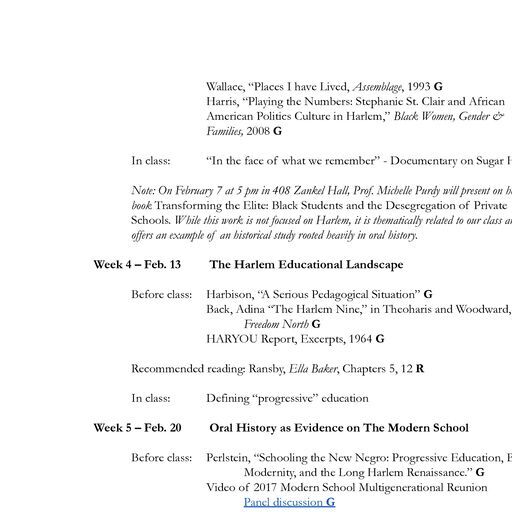 Wallace, “Places I have Lived, Assemblage, 1993 G
Harris, “Playing the Numbers: Stephanie St. Clair and African
American Politics Culture in Harlem,” Black Women, Gender &
Families, 2008 G
In class: “In the face of what we remember” - Documentary on Sugar H
Note: On February 7 at 5 pm in 408 Zankel Hall, Prof. Michelle Purdy will present on h
book Transforming the Elite: Black Students and the Desegregation of Private
Schools. While this work is not focused on Harlem, it is thematically related to our class a
offers an example of an historical study rooted heavily in oral history.
Week 4 – Feb. 13 The Harlem Educational Landscape
Before class: Harbison, “A Serious Pedagogical Situation” G
Back, Adina “The Harlem Nine,” in Theoharis and Woodward,
Freedom North G
HARYOU Report, Excerpts, 1964 G
Recommended reading: Ransby, Ella Baker, Chapters 5, 12 R
In class: Defining “progressive” education
Week 5 – Feb. 20 Oral History as Evidence on The Modern School
Before class: Perlstein, “Schooling the New Negro: Progressive Education, B
Modernity, and the Long Harlem Renaissance.” G
Video of 2017 Modern School Multigenerational Reunion
Panel discussion G